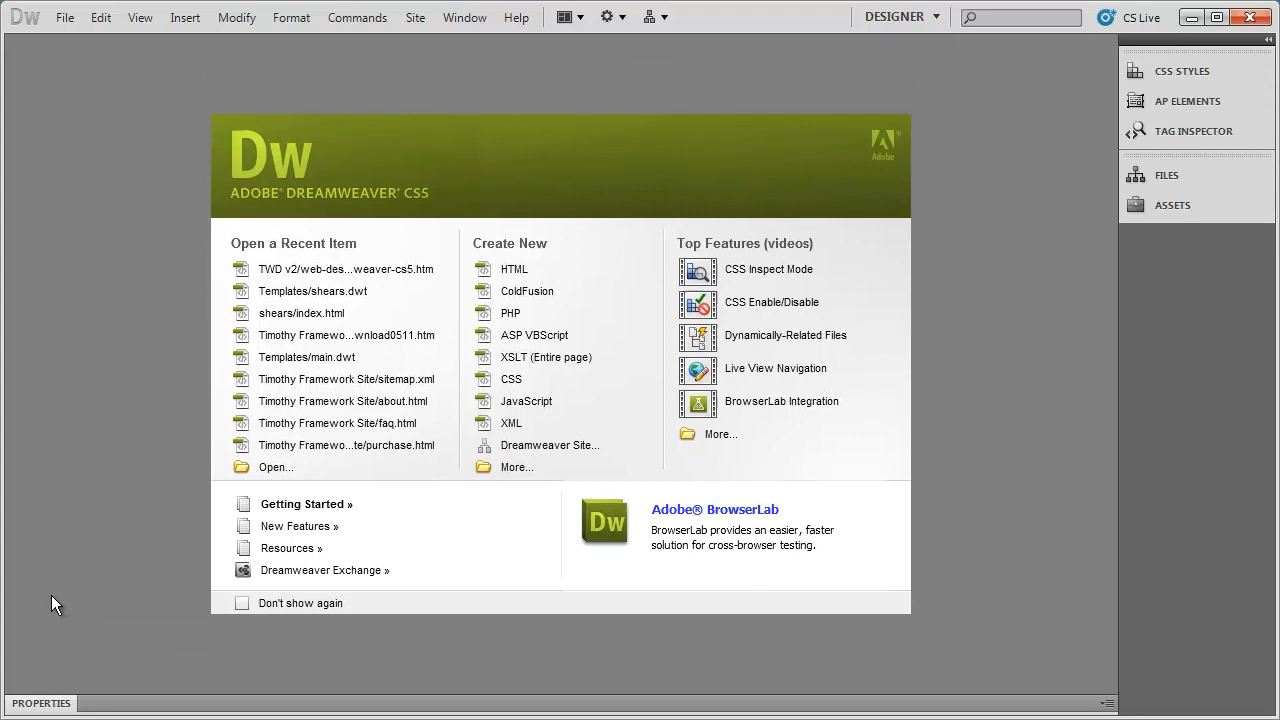 Dw File Edit View Insert Modify Format Commands Site Window Help DESIGNER CS Live
CSS STYLES
AP ELEMENTS
TAG INSPECTOR
FILES
ASSETS
Dw
ADOBE® DREAMWEAVER® CS5
Adobe®
Open a Recent Item
TWD v2/web-des...weaver-cs5.htm
Templates/shears.dwt
shears/index.html
Timothy Framewo...wnload0511.htm
Templates/main.dwt
Timothy Framework Site/sitemap.xml
Timothy Framework Site/about.html
Timothy Framework Site/faq.html
Timothy Framewo...te/purchase.html
Open...
Create New
HTML
ColdFusion
PHP
ASP VBScript
XSLT (Entire page)
CSS
JavaScript
XML
Dreamweaver Site...
More...
Top Features (videos)
CSS Inspect Mode
CSS Enable/Disable
Dynamically-Related Files
Live View Navigation
BrowserLab Integration
More...
Getting Started »
New Features »
Resources »
Dreamweaver Exchange »
Dw
Adobe® BrowserLab
BrowserLab provides an easier, faster
solution for cross-browser testing.
Don't show again
PROPERTIES